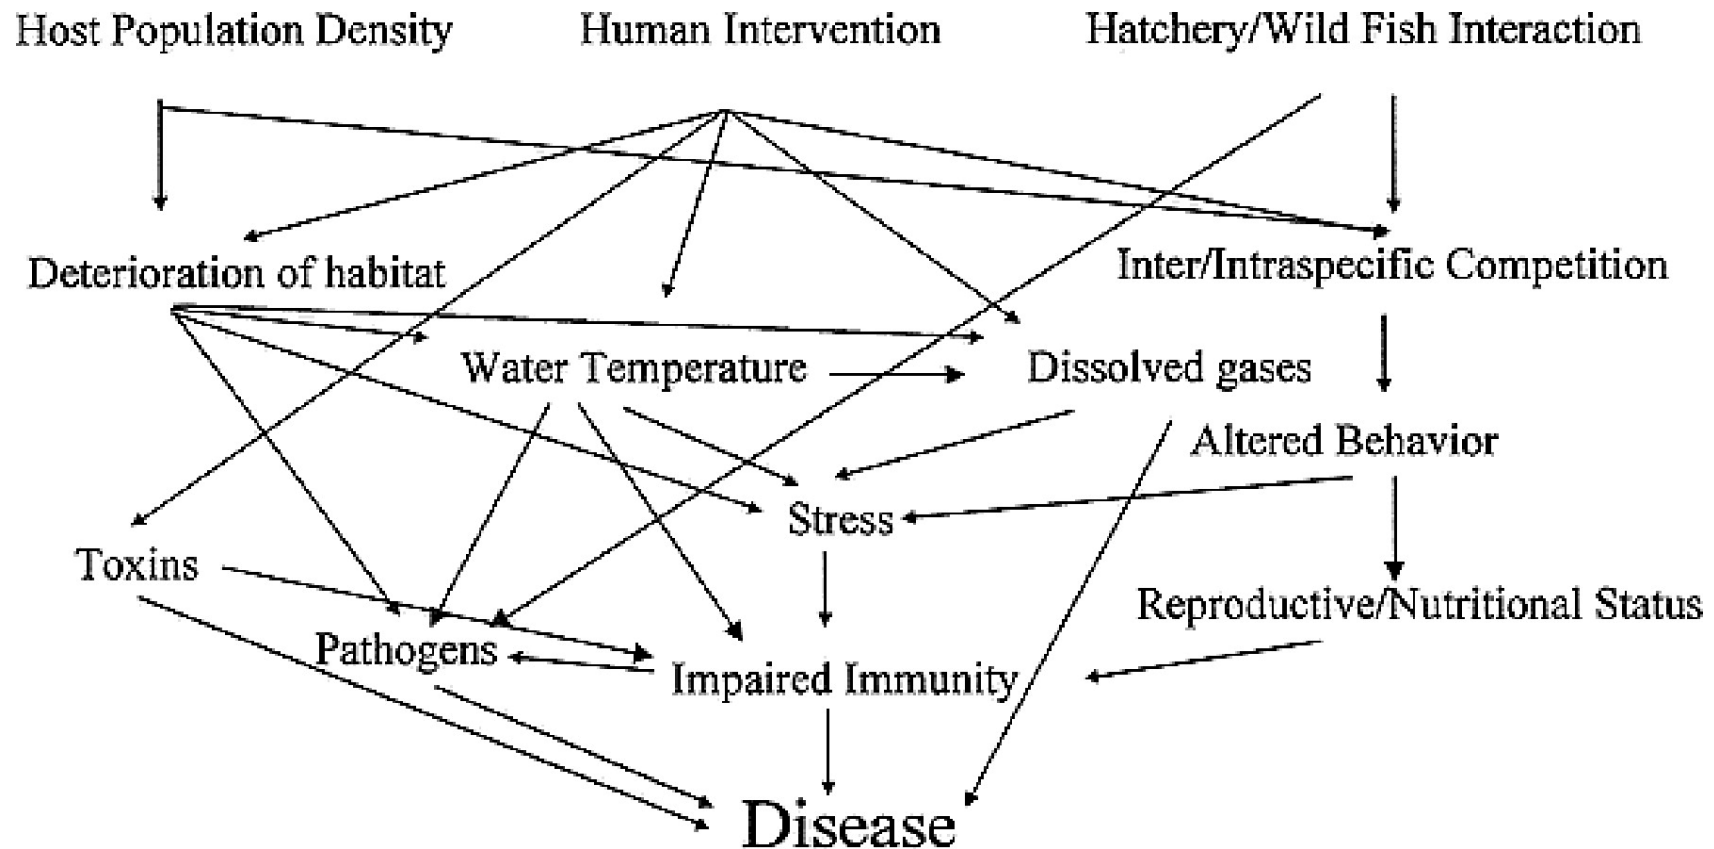 Host Population Density
Human Intervention
Hatchery/Wild Fish Interaction
Deterioration of habitat
Inter/Intraspecific Competition
Water Temperature
Dissolved gases
Altered Behavior
Stress
Toxins
Reproductive/Nutritional Status
Pathogens
Impaired Immunity
Disease